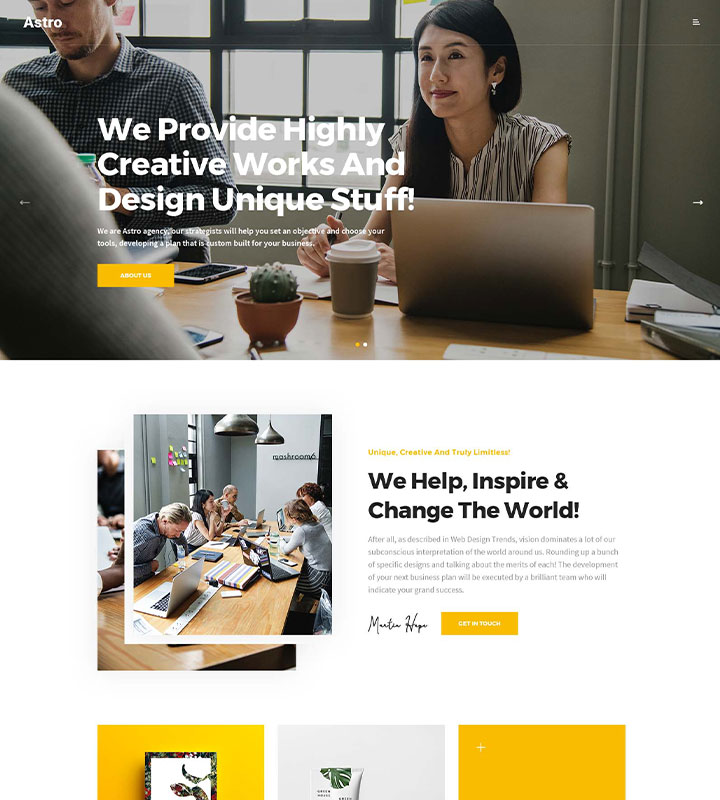 Astro
We Provide Highly
Creative Works And
Design Unique Stuff!
We are Astro agency, our strategists will help you set an objective and choose your
tools, developing a plan that is custom built for your business.
ABOUT US
mashrooms
Unique, Creative And Truly Limitless!
We Help, Inspire &
Change The World!
After all, as described in Web Design Trends, vision dominates a lot of our
subconscious interpretation of the world around us. Rounding up a bunch
of specific designs and talking about the merits of each! The development
of your next business plan will be executed by a brilliant team who will
indicate your grand success.
Martin Hope
GET IN TOUCH
GREEN
HOUSE